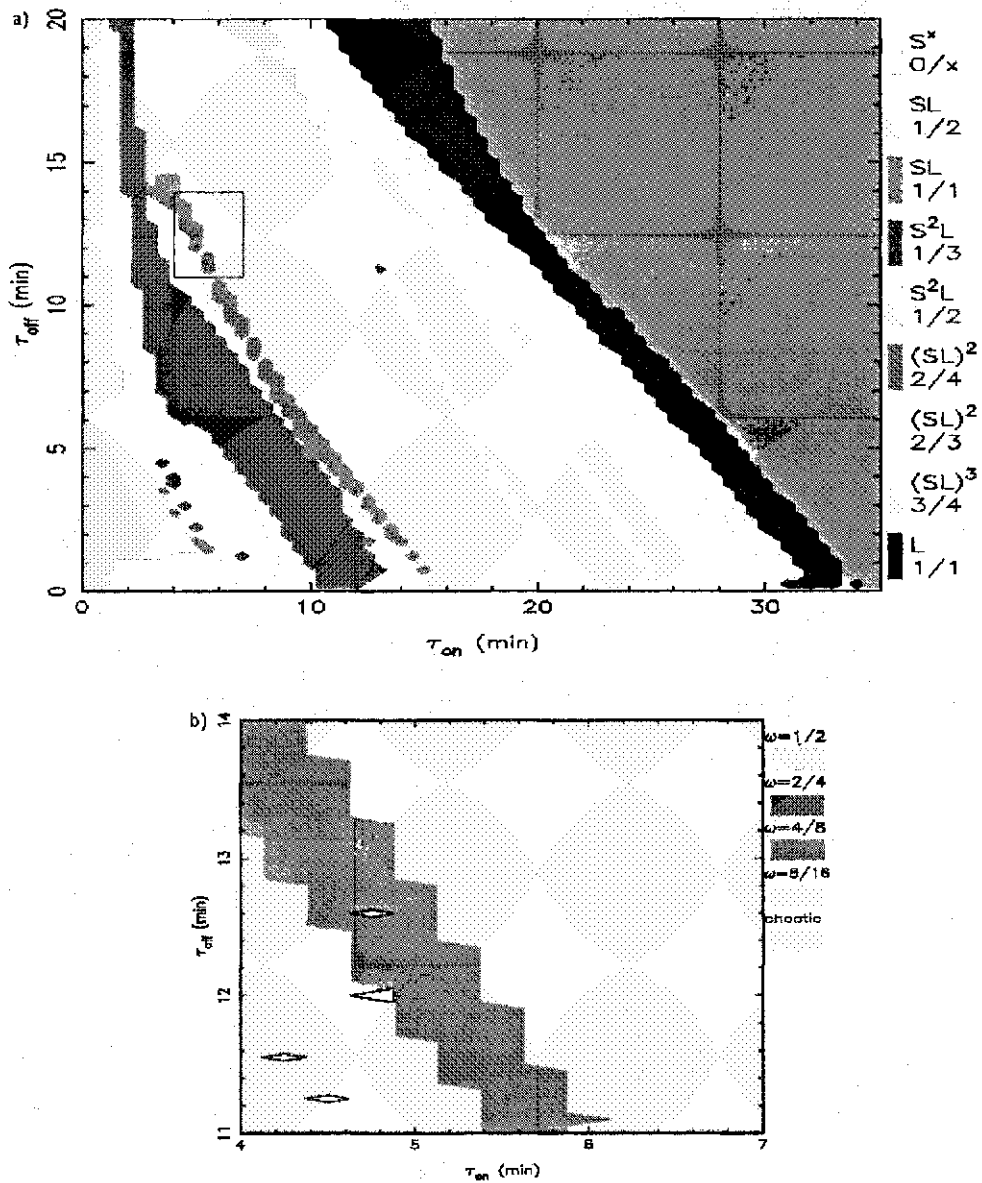 a)
20
15
10
5
0
τoff (min)
0 10 20 30
τon (min)
Sˣ
0/x
SL
1/2
SL
1/1
S²L
1/3
S²L
1/2
(SL)²
2/4
(SL)²
2/3
(SL)³
3/4
L
1/1
b)
14
13
12
11
τoff (min)
4 5 6 7
τon (min)
ω=1/2
ω=2/4
ω=4/8
ω=8/16
chaotic